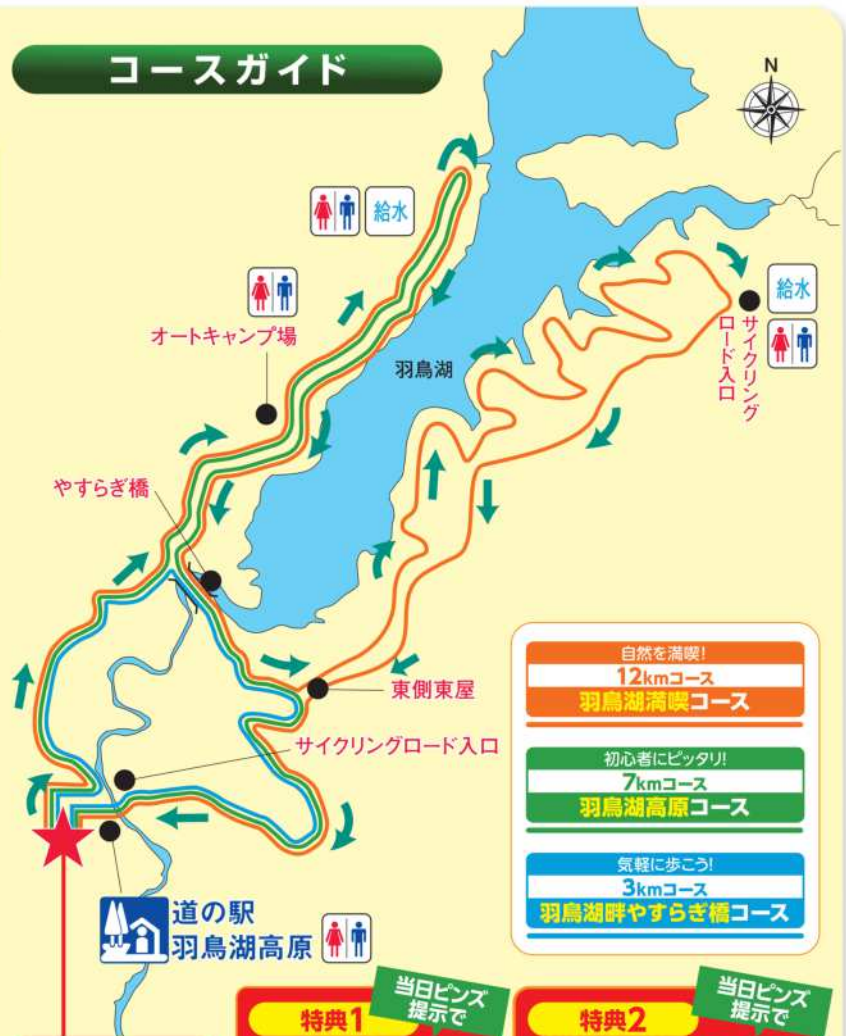 コースガイド
N
給水
オートキャンプ場
羽鳥湖
給水
サイクリング
ロード入口
やすらぎ橋
東側東屋
サイクリングロード入口
自然を満喫!
12kmコース
羽鳥湖満喫コース
初心者にピッタリ!
7kmコース
羽鳥湖高原コース
気軽に歩こう!
3kmコース
羽鳥湖畔やすらぎ橋コース
道の駅
羽鳥湖高原
特典1
当日ピンズ
提示で
特典2
当日ピンズ
提示で